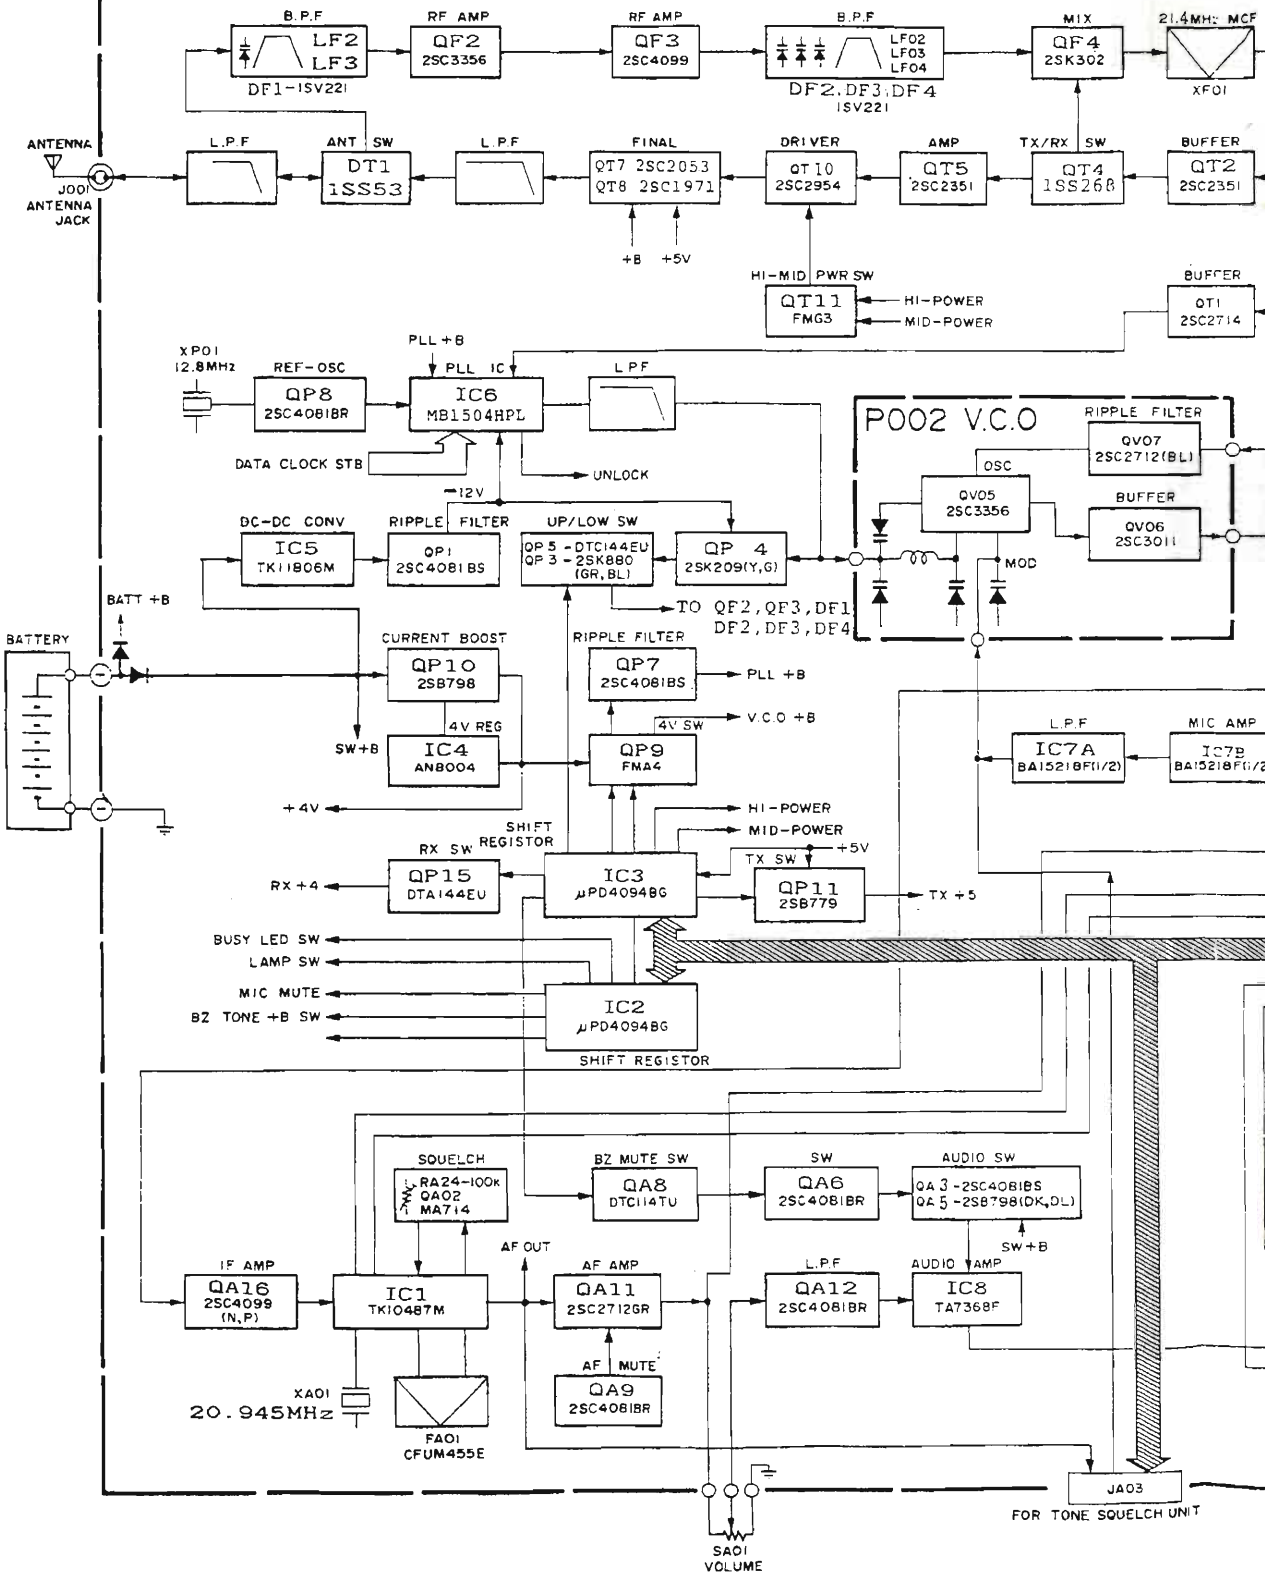 B.P.F
RF AMP
RF AMP
B.P.F
MIX
21.4MHz MCF
LF2
LF3
QF2
2SC3356
QF3
2SC4099
LF02
LF03
LF04
QF4
2SK302
DF1-1SV221
DF2,DF3,DF4
1SV221
XF01
ANTENNA
L.P.F
ANT SW
L.P.F
FINAL
DRIVER
AMP
TX/RX SW
BUFFER
DT1
1SS53
QT7 2SC2053
QT8 2SC1971
QT10
2SC2954
QT5
2SC2351
QT4
1SS268
QT2
2SC2351
J001
ANTENNA
JACK
+B
+5V
HI-MID PWR SW
BUFFER
QT11
FMG3
HI-POWER
MID-POWER
QT1
2SC2714
XP01
12.8MHz
PLL+B
REF-OSC
PLL IC
L.P.F
QP8
2SC4081BR
IC6
MB1504HPL
P002 V.C.O
RIPPLE FILTER
QV07
2SC2712(BL)
DATA CLOCK STB
UNLOCK
OSC
QV05
2SC3356
BUFFER
QV06
2SC3011
MOD
-12V
DC-DC CONV
RIPPLE FILTER
UP/LOW SW
IC5
TK11806M
QP1
2SC4081BS
QP5-DTC144EU
QP3-2SK880
(GR,BL)
QP 4
2SK209(Y,G)
BATT +B
TO QF2,QF3,DF1
DF2,DF3,DF4
BATTERY
CURRENT BOOST
RIPPLE FILTER
QP10
2SB798
QP7
2SC4081BS
PLL +B
4V REG
4V SW
V.C.O +B
SW+B
IC4
AN8004
QP9
FMA4
L.P.F
MIC AMP
IC7A
BA15218F(1/2)
IC7B
BA15218F(1/2)
+4V
HI-POWER
MID-POWER
SHIFT
REGISTOR
RX SW
TX SW
+5V
RX+4
QP15
DTA144EU
IC3
μPD4094BG
QP11
2SB779
TX+5
BUSY LED SW
LAMP SW
MIC MUTE
BZ TONE +B SW
IC2
μPD4094BG
SHIFT REGISTOR
SQUELCH
BZ MUTE SW
SW
AUDIO SW
RA24-100K
QA02
MA714
QA8
DTC114TU
QA6
2SC4081BR
QA3-2SC4081BS
QA5-2SB798(DK,DL)
AF OUT
SW+B
IF AMP
AF AMP
L.P.F
AUDIO AMP
QA16
2SC4099
(N,P)
IC1
TK10487M
QA11
2SC2712GR
QA12
2SC4081BR
IC8
TA7368F
AF MUTE
QA9
2SC4081BR
XA01
20.945MHz
FA01
CFUM455E
JA03
FOR TONE SQUELCH UNIT
SA01
VOLUME